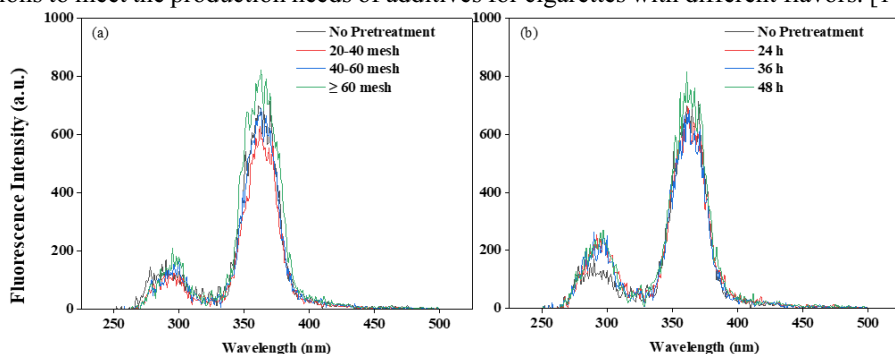 ions to meet the production needs of additives for cigarettes with different flavors. [1
(a)
No Pretreatment
20-40 mesh
40-60 mesh
≥ 60 mesh
Fluorescence Intensity (a.u.)
1000
800
600
400
200
0
250 300 350 400 450 500
Wavelength (nm)
(b)
No Pretreatment
24 h
36 h
48 h
1000
800
600
400
200
0
250 300 350 400 450 500
Wavelength (nm)